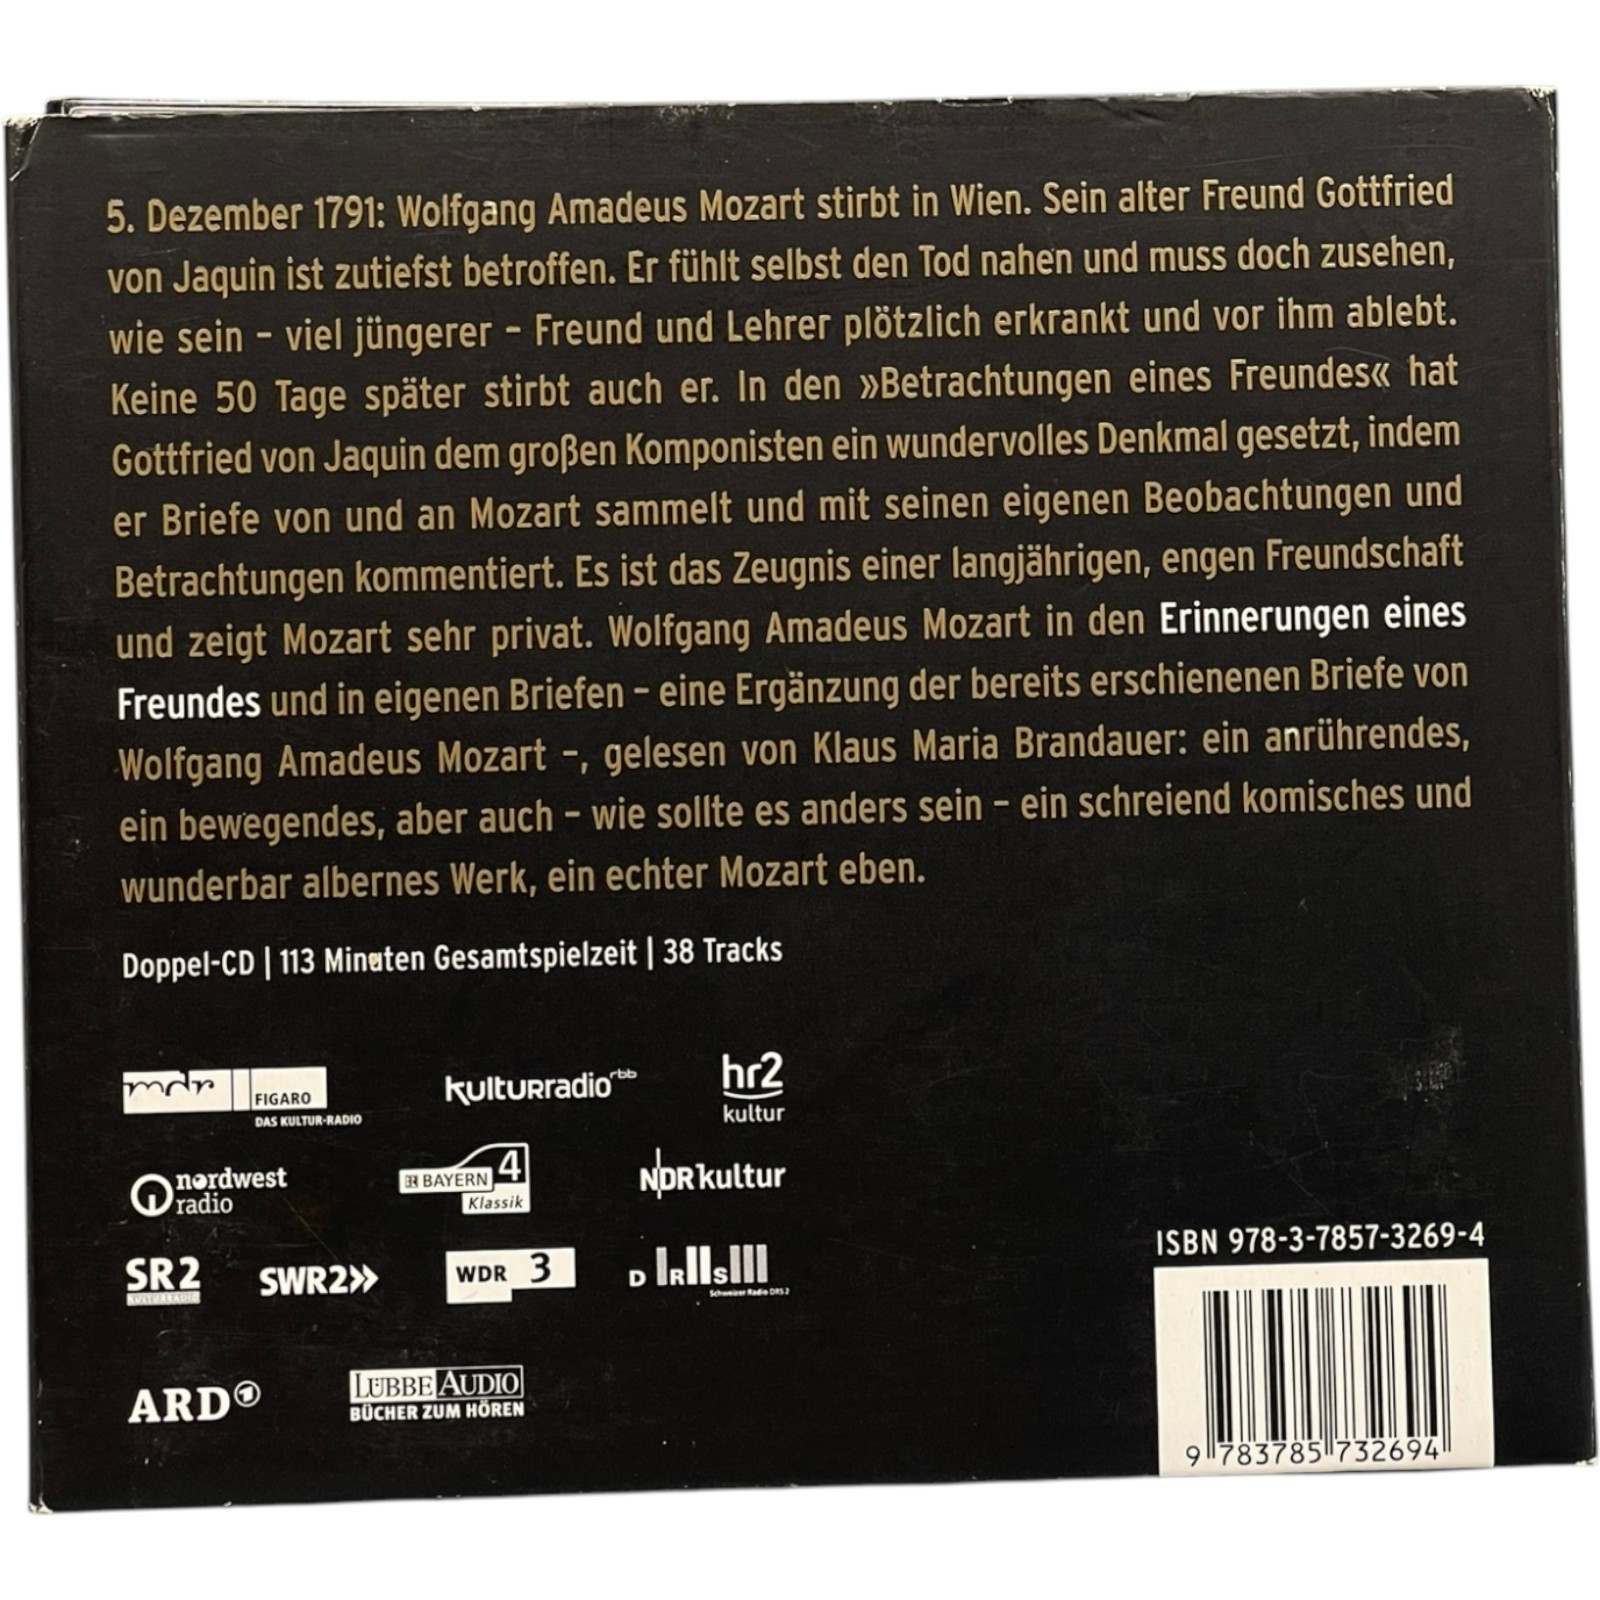 5. Dezember 1791: Wolfgang Amadeus Mozart stirbt in Wien. Sein alter Freund Gottfried
von Jaquin ist zutiefst betroffen. Er fühlt selbst den Tod nahen und muss doch zusehen,
wie sein – viel jüngerer – Freund und Lehrer plötzlich erkrankt und vor ihm ablebt.
Keine 50 Tage später stirbt auch er. In den »Betrachtungen eines Freundes« hat
Gottfried von Jaquin dem großen Komponisten ein wundervolles Denkmal gesetzt, indem
er Briefe von und an Mozart sammelt und mit seinen eigenen Beobachtungen und
Betrachtungen kommentiert. Es ist das Zeugnis einer langjährigen, engen Freundschaft
und zeigt Mozart sehr privat. Wolfgang Amadeus Mozart in den Erinnerungen eines
Freundes und in eigenen Briefen – eine Ergänzung der bereits erschienenen Briefe von
Wolfgang Amadeus Mozart –, gelesen von Klaus Maria Brandauer: ein anrührendes,
ein bewegendes, aber auch – wie sollte es anders sein – ein schreiend komisches und
wunderbar albernes Werk, ein echter Mozart eben.
Doppel-CD | 113 Minuten Gesamtspielzeit | 38 Tracks
mdr FIGARO
DAS KULTUR-RADIO
kulturradio rbb
hr2
kultur
nordwest
radio
BR BAYERN 4
Klassik
NDR kultur
SR2
KULTURRADIO
SWR2»
WDR 3
DRS II
Schweizer Radio DRS 2
ARD 1
LÜBBE AUDIO
BÜCHER ZUM HÖREN
ISBN 978-3-7857-3269-4
9 783785 732694